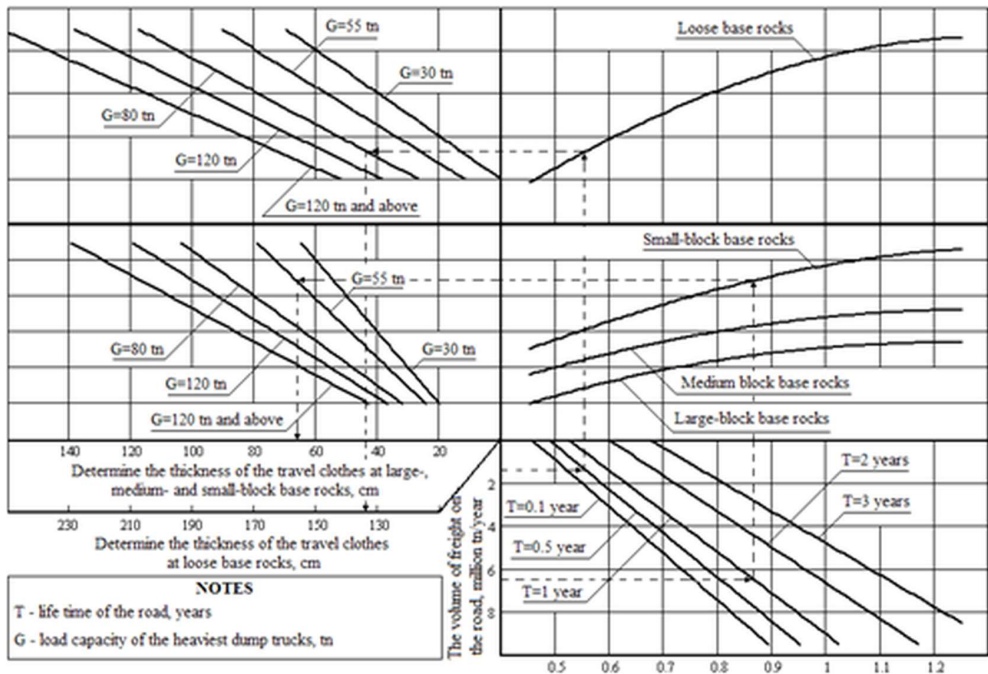 G=55 tn
Loose base rocks
G=30 tn
G=80 tn
G=120 tn
G=120 tn and above
Small-block base rocks
G=55 tn
G=80 tn
G=30 tn
G=120 tn
Medium block base rocks
G=120 tn and above
Large-block base rocks
140 120 100 80 60 40 20
Determine the thickness of the travel clothes at large-,
medium- and small-block base rocks, cm
230 210 190 170 150 130
Determine the thickness of the travel clothes
at loose base rocks, cm
The volume of freight on
the road, million tn/year
2
4
6
8
T=2 years
T=0.1 year
T=3 years
T=0.5 year
T=1 year
0.5 0.6 0.7 0.8 0.9 1 1.1 1.2
NOTES
T - life time of the road, years
G - load capacity of the heaviest dump trucks, tn